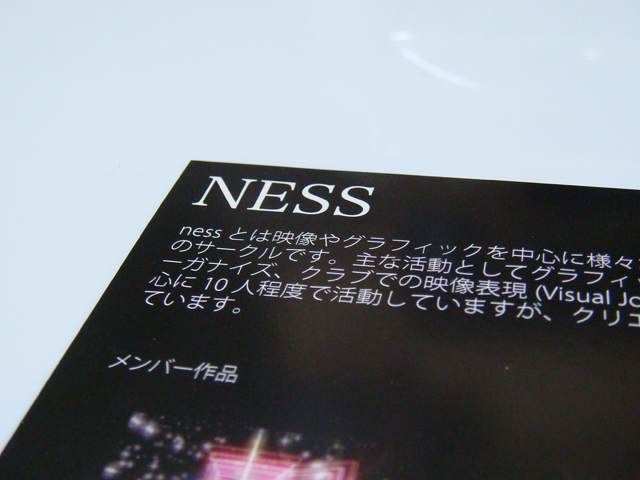 NESS
ness とは映像やグラフィックを中心に様々
のサークルです。主な活動としてグラフィ
ーガナイズ、クラブでの映像表現 (Visual Jo
心に 10 人程度で活動していますが、クリエ
ています。
メンバー作品